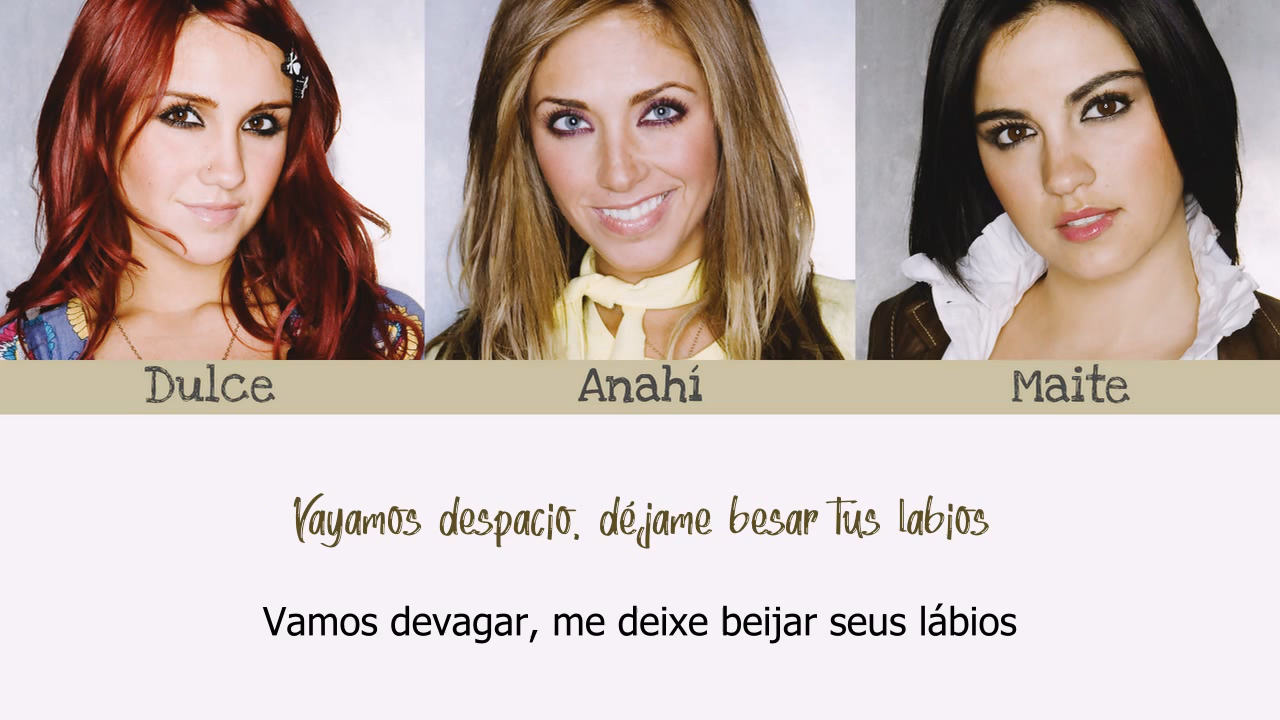 Dulce Anahí Maite
Vayamos despacio, déjame besar tus labios
Vamos devagar, me deixe beijar seus lábios